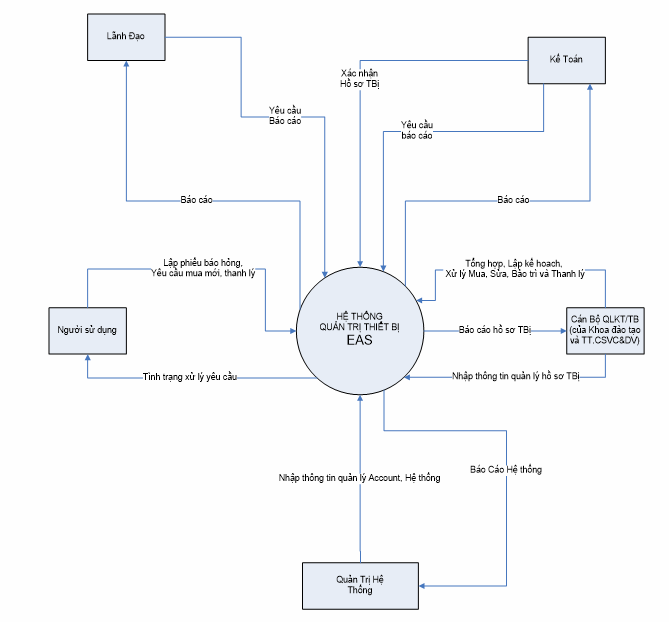 Lãnh Đạo
Kế Toán
Xác nhân
Hồ sơ TBị
Yêu cầu
Báo cáo
Yêu cầu
báo cáo
Báo cáo
Báo cáo
Lập phiếu báo hỏng,
Yêu cầu mua mới, thanh lý
Tổng hợp, Lập kế hoach,
Xử lý Mua, Sửa, Bảo trì và Thanh lý
Người sử dụng
HỆ THỐNG
QUẢN TRỊ THIẾT BỊ
EAS
Báo cáo hồ sơ TBị
Cán Bộ QLKT/TB
(của Khoa đào tạo
và TT.CSVC&DV)
Tình trạng xử lý yêu cầu
Nhập thông tin quản lý hồ sơ TBị
Nhập thông tin quản lý Account, Hệ thống
Báo Cáo Hệ thống
Quản Trị Hệ
Thống